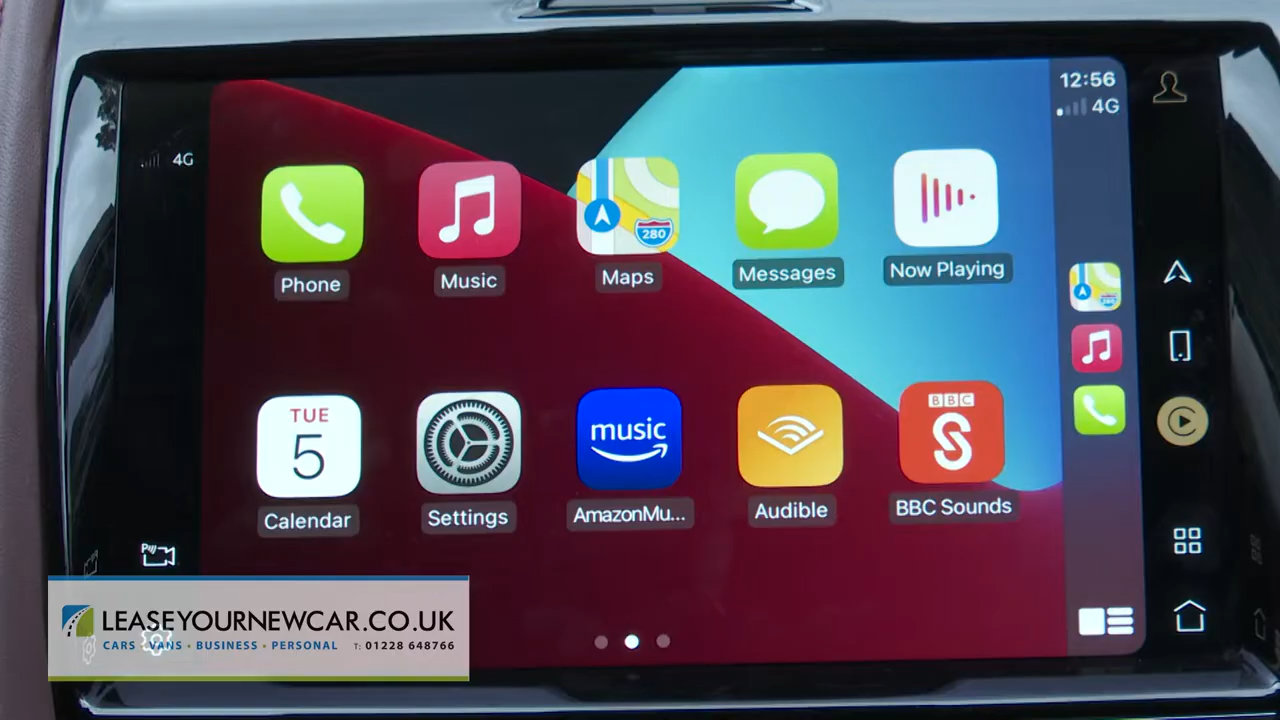 12:56
4G
4G
280
Phone
Music
Maps
Messages
Now Playing
TUE
5
music
BBC
S
Calendar
Settings
AmazonMu...
Audible
BBC Sounds
P
LEASEYOURNEWCAR.CO.UK
CARS • VANS • BUSINESS • PERSONAL T: 01228 648766